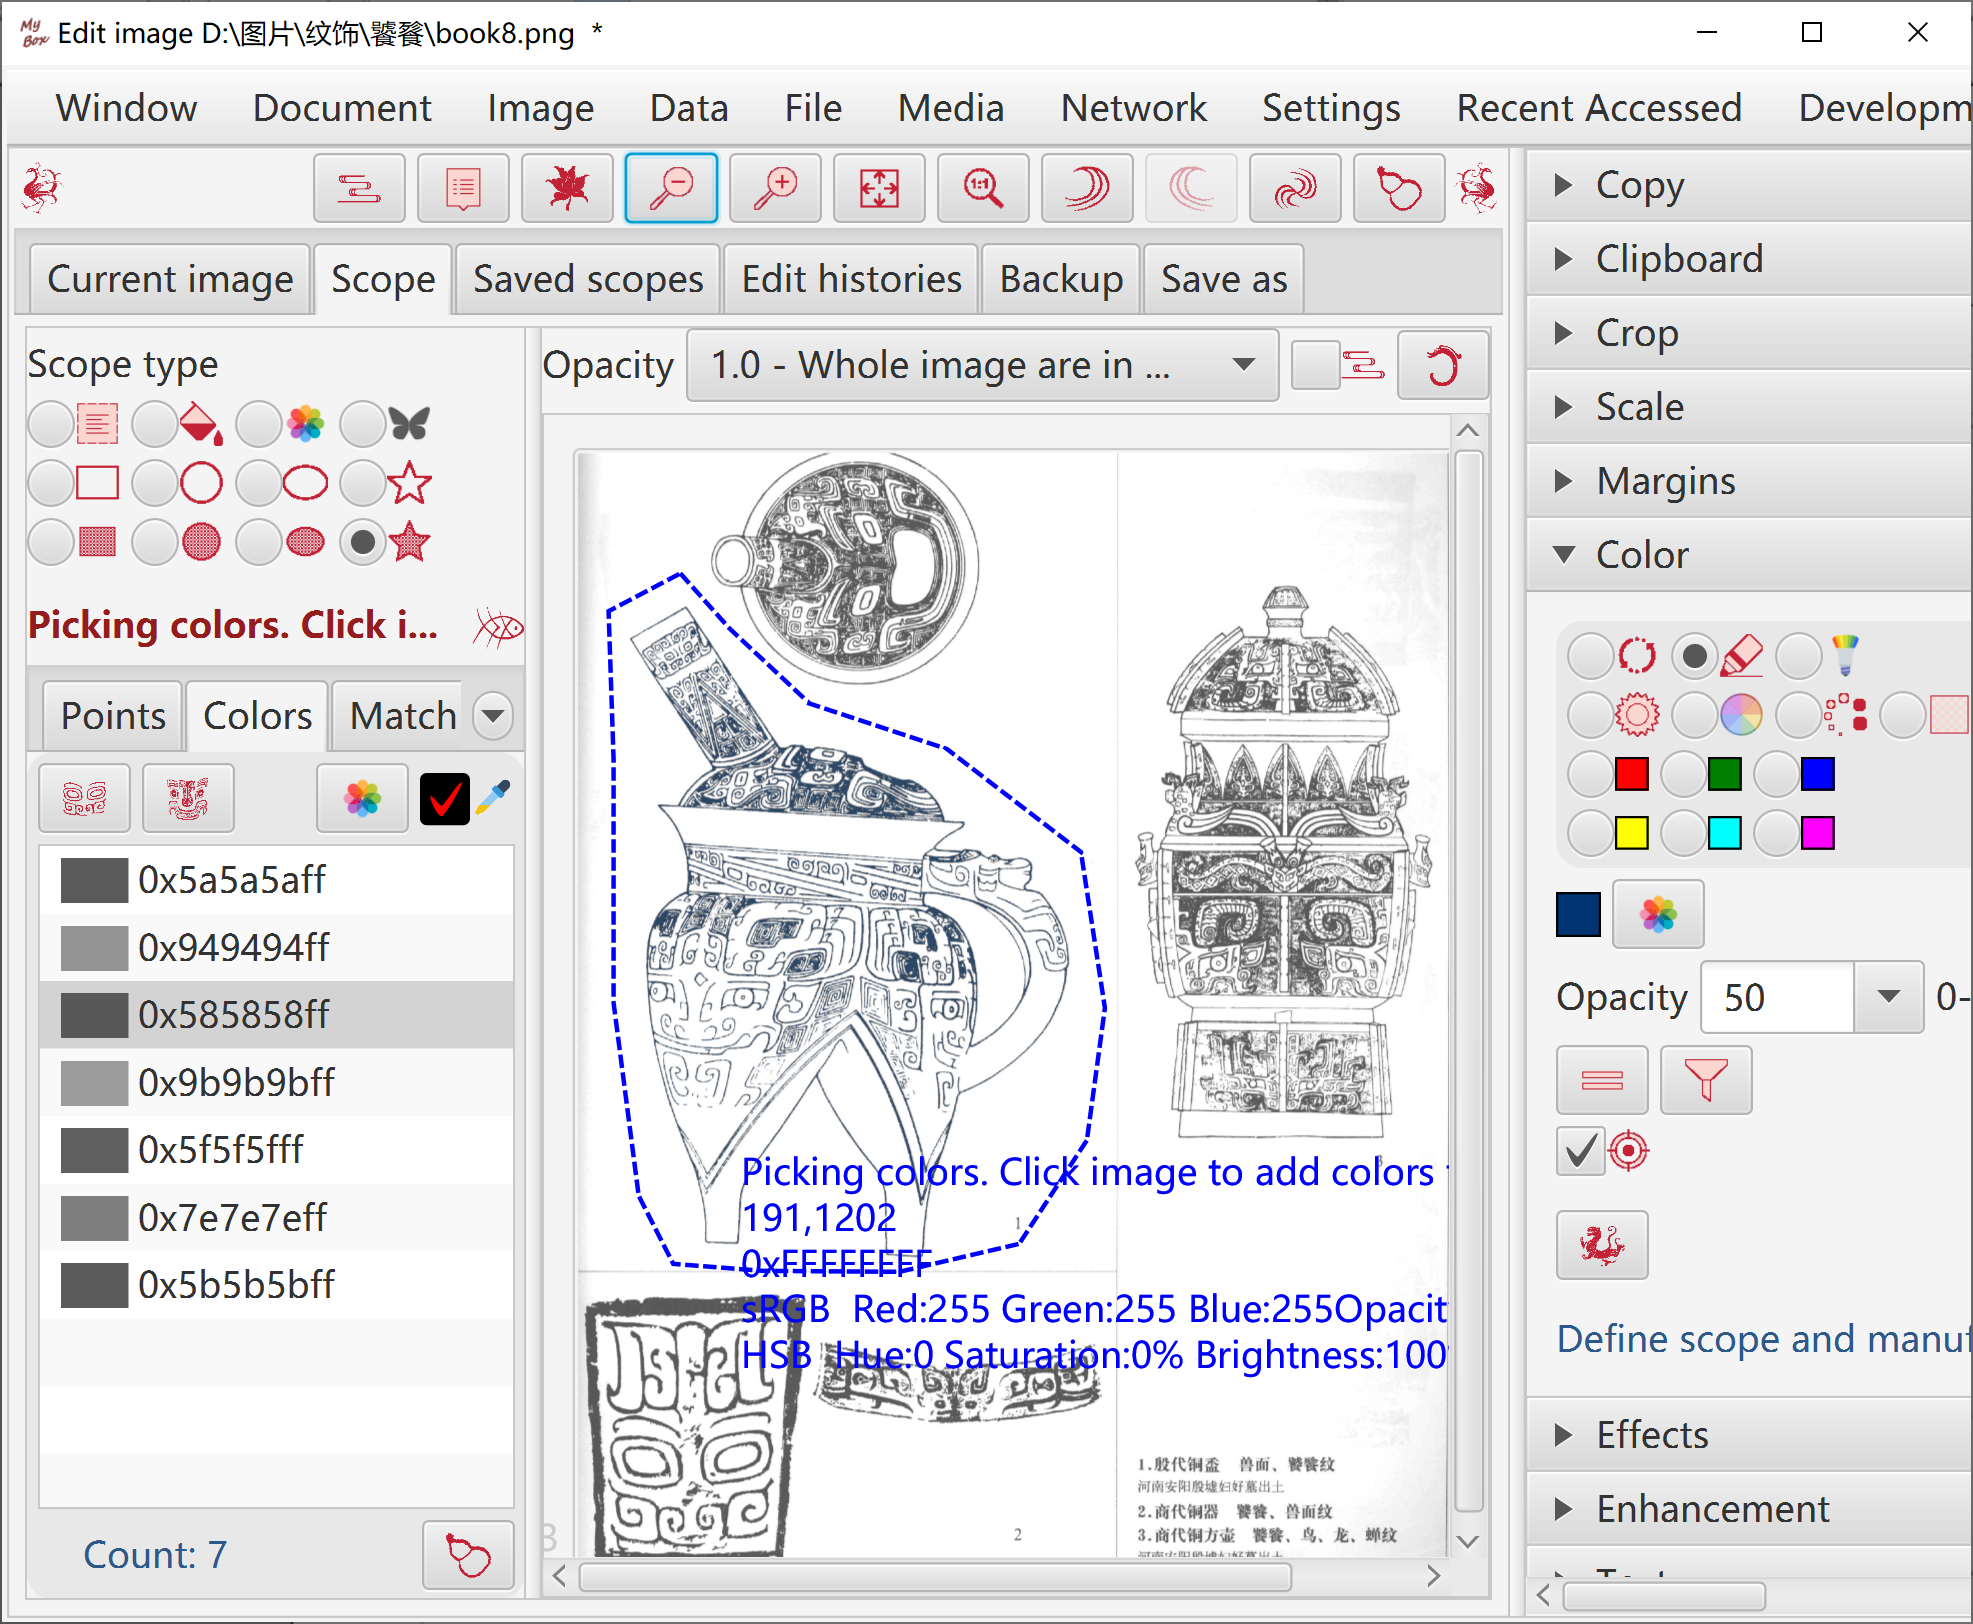 My Box
Edit image D:\图片\纹饰\饕餮\book8.png *
Window Document Image Data File Media Network Settings Recent Accessed Developm
1:1
Current image Scope Saved scopes Edit histories Backup Save as
Scope type
Picking colors. Click i...
Points Colors Match
0x5a5a5aff
0x949494ff
0x585858ff
0x9b9b9bff
0x5f5f5fff
0x7e7e7eff
0x5b5b5bff
Count: 7
Opacity 1.0 - Whole image are in ...
Picking colors. Click image to add colors
191,1202
0xFFFFFFFF
sRGB Red:255 Green:255 Blue:255Opacit
HSB Hue:0 Saturation:0% Brightness:100
1
2
3
1.殷代铜盉 兽面、饕餮纹
河南安阳殷墟妇好墓出土
2.商代铜器 饕餮、兽面纹
3.商代铜方壶 饕餮、鸟、龙、蝉纹
Copy
Clipboard
Crop
Scale
Margins
Color
Opacity 50 0-
Define scope and manuf
Effects
Enhancement